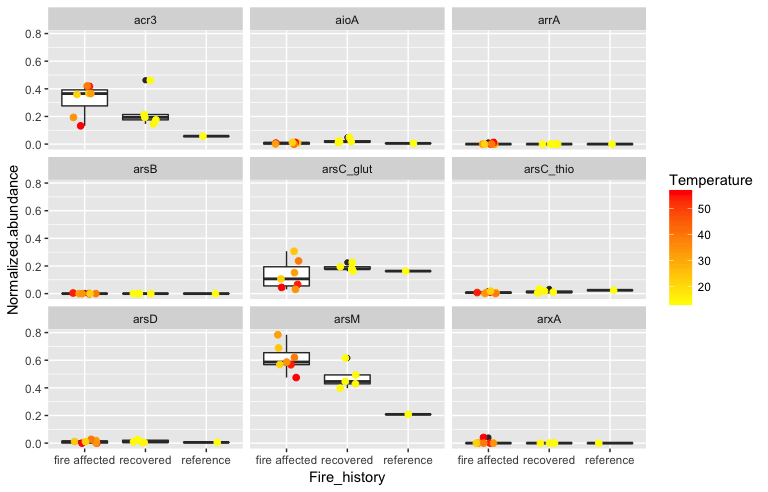 acr3 aioA arrA
0.8
0.6
0.4
0.2
0.0
arsB arsC_glut arsC_thio
0.8
0.6
0.4
0.2
0.0
arsD arsM arxA
0.8
0.6
0.4
0.2
0.0
fire affected recovered reference fire affected recovered reference fire affected recovered reference
Fire_history
Normalized.abundance
Temperature
50
40
30
20